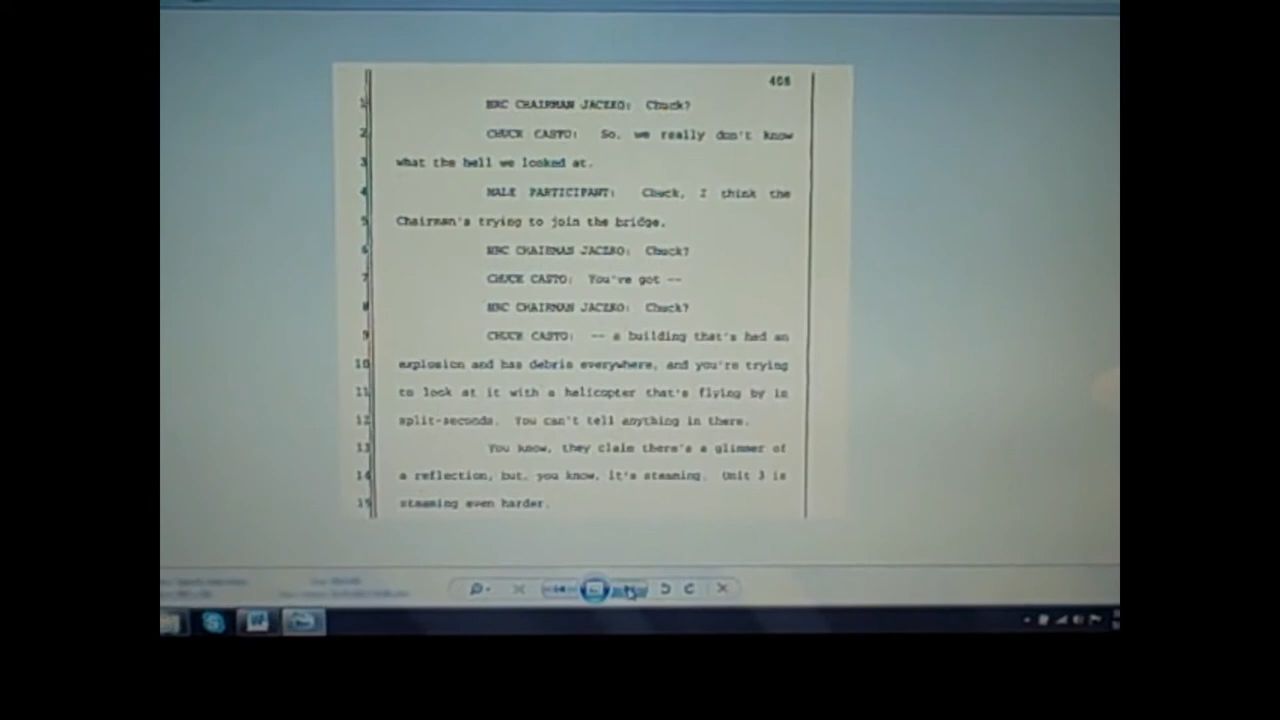 408
1 NRC CHAIRMAN JACZKO: Chuck?
2 CHUCK CASTO: So, we really don't know
3 what the hell we looked at.
4 MALE PARTICIPANT: Chuck, I think the
5 Chairman's trying to join the bridge.
6 NRC CHAIRMAN JACZKO: Chuck?
7 CHUCK CASTO: You've got --
8 NRC CHAIRMAN JACZKO: Chuck?
9 CHUCK CASTO: -- a building that's had an
10 explosion and has debris everywhere, and you're trying
11 to look at it with a helicopter that's flying by in
12 split-seconds. You can't tell anything in there.
13 You know, they claim there's a glimmer of
14 a reflection, but, you know, it's steaming. Unit 3 is
15 steaming even harder.